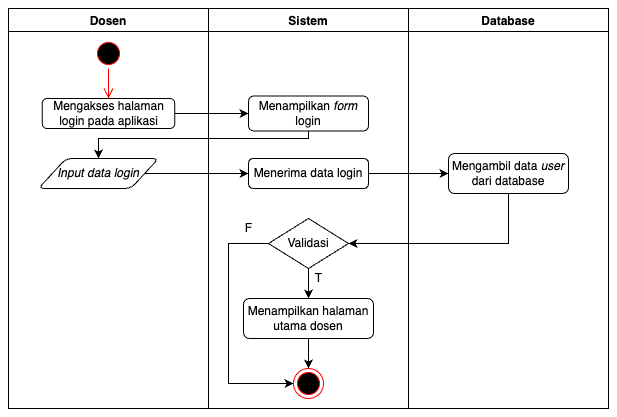 Dosen
Sistem
Database
Mengakses halaman
login pada aplikasi
Menampilkan form
login
Input data login
Menerima data login
Mengambil data user
dari database
F
Validasi
T
Menampilkan halaman
utama dosen